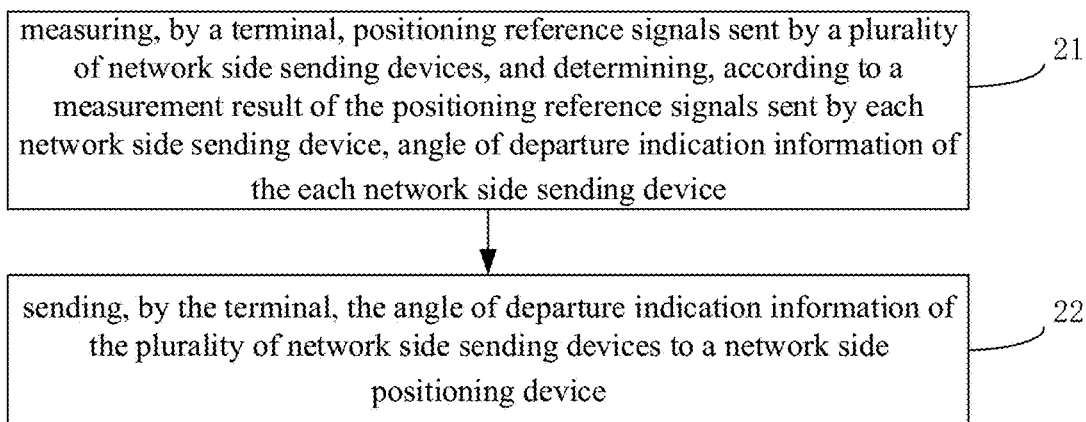 measuring, by a terminal, positioning reference signals sent by a plurality
of network side sending devices, and determining, according to a
measurement result of the positioning reference signals sent by each
network side sending device, angle of departure indication information of
the each network side sending device
21
sending, by the terminal, the angle of departure indication information of
the plurality of network side sending devices to a network side
positioning device
22